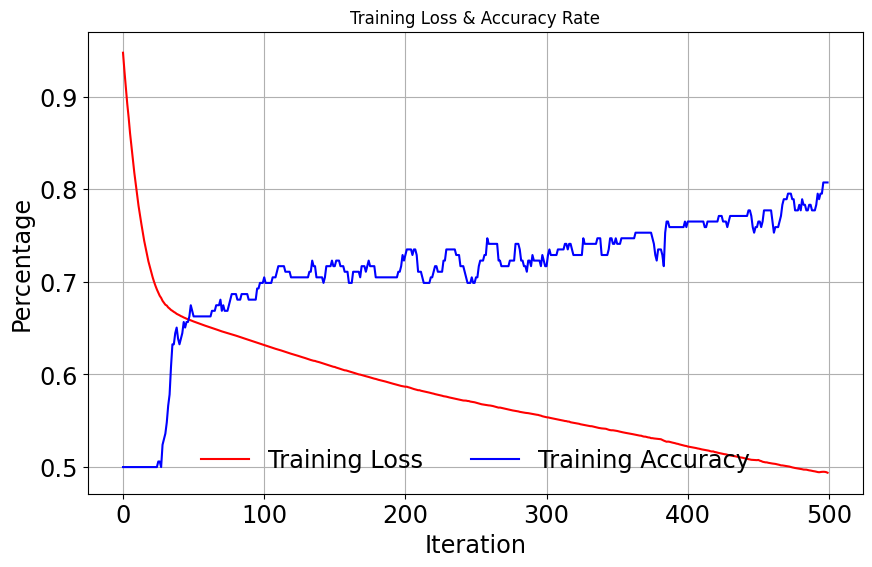 Training Loss & Accuracy Rate
Percentage
0.9
0.8
0.7
0.6
0.5
Training Loss
Training Accuracy
0
100
200
300
400
500
Iteration